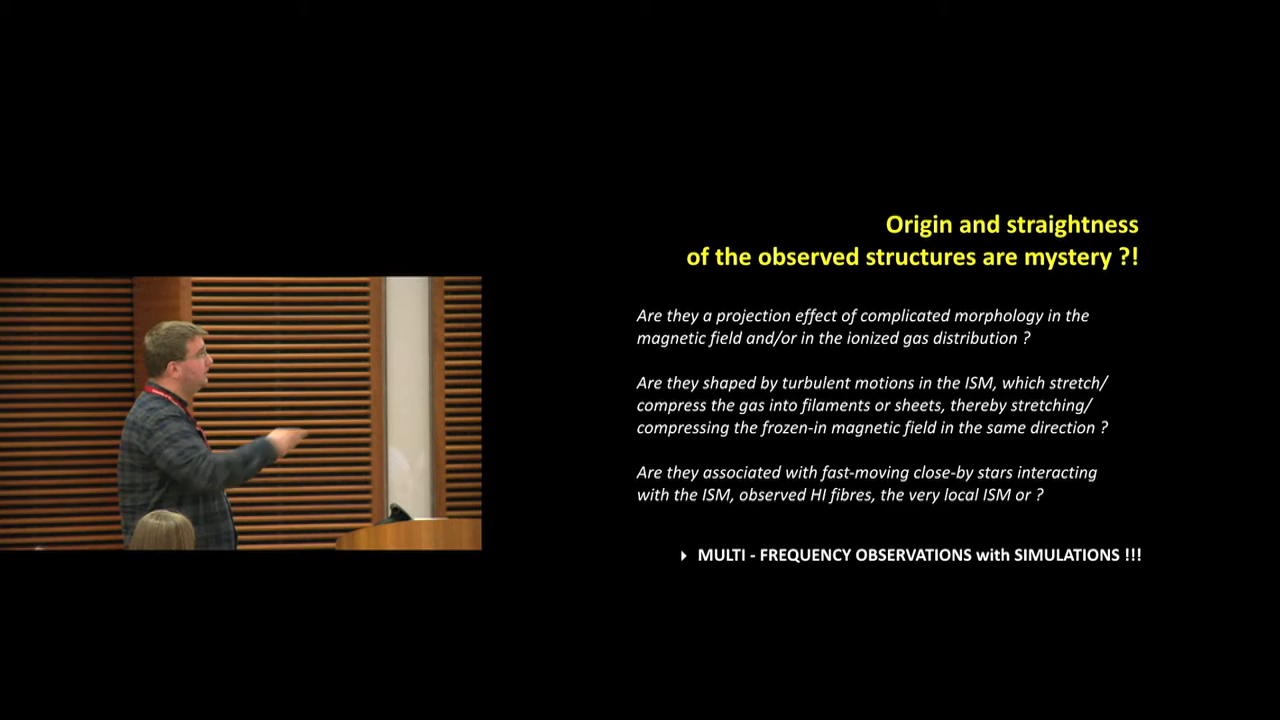 Origin and straightness
of the observed structures are mystery ?!
Are they a projection effect of complicated morphology in the
magnetic field and/or in the ionized gas distribution ?
Are they shaped by turbulent motions in the ISM, which stretch/
compress the gas into filaments or sheets, thereby stretching/
compressing the frozen-in magnetic field in the same direction ?
Are they associated with fast-moving close-by stars interacting
with the ISM, observed HI fibres, the very local ISM or ?
MULTI - FREQUENCY OBSERVATIONS with SIMULATIONS !!!